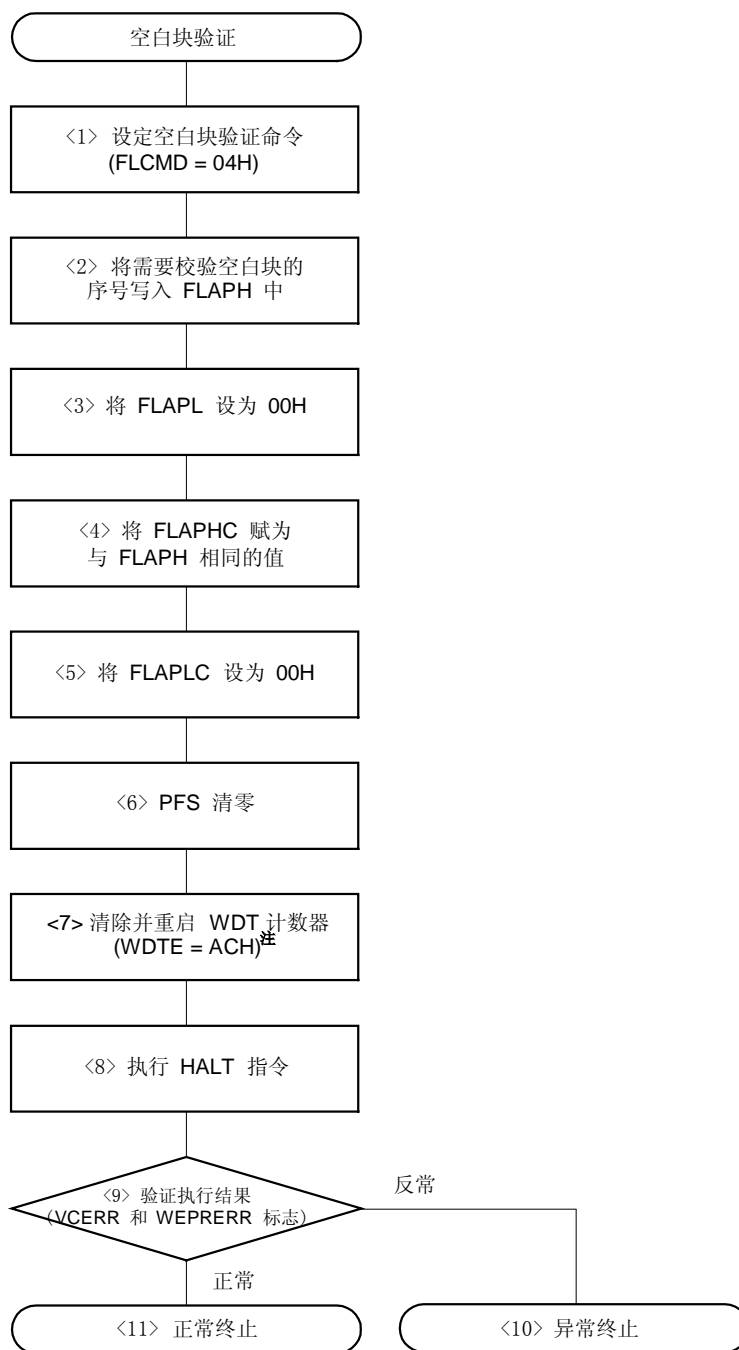 空白块验证
<1> 设定空白块验证命令
(FLCMD = 04H)
<2> 将需要校验空白块的
序号写入 FLAPH 中
<3> 将 FLAPL 设为 00H
<4> 将 FLAPHC 赋为
与 FLAPH 相同的值
<5> 将 FLAPLC 设为 00H
<6> PFS 清零
<7> 清除并重启 WDT 计数器
(WDTE = ACH)注
<8> 执行 HALT 指令
<9> 验证执行结果
(VCERR 和 WEPRERR 标志)
反常
正常
<11> 正常终止
<10> 异常终止